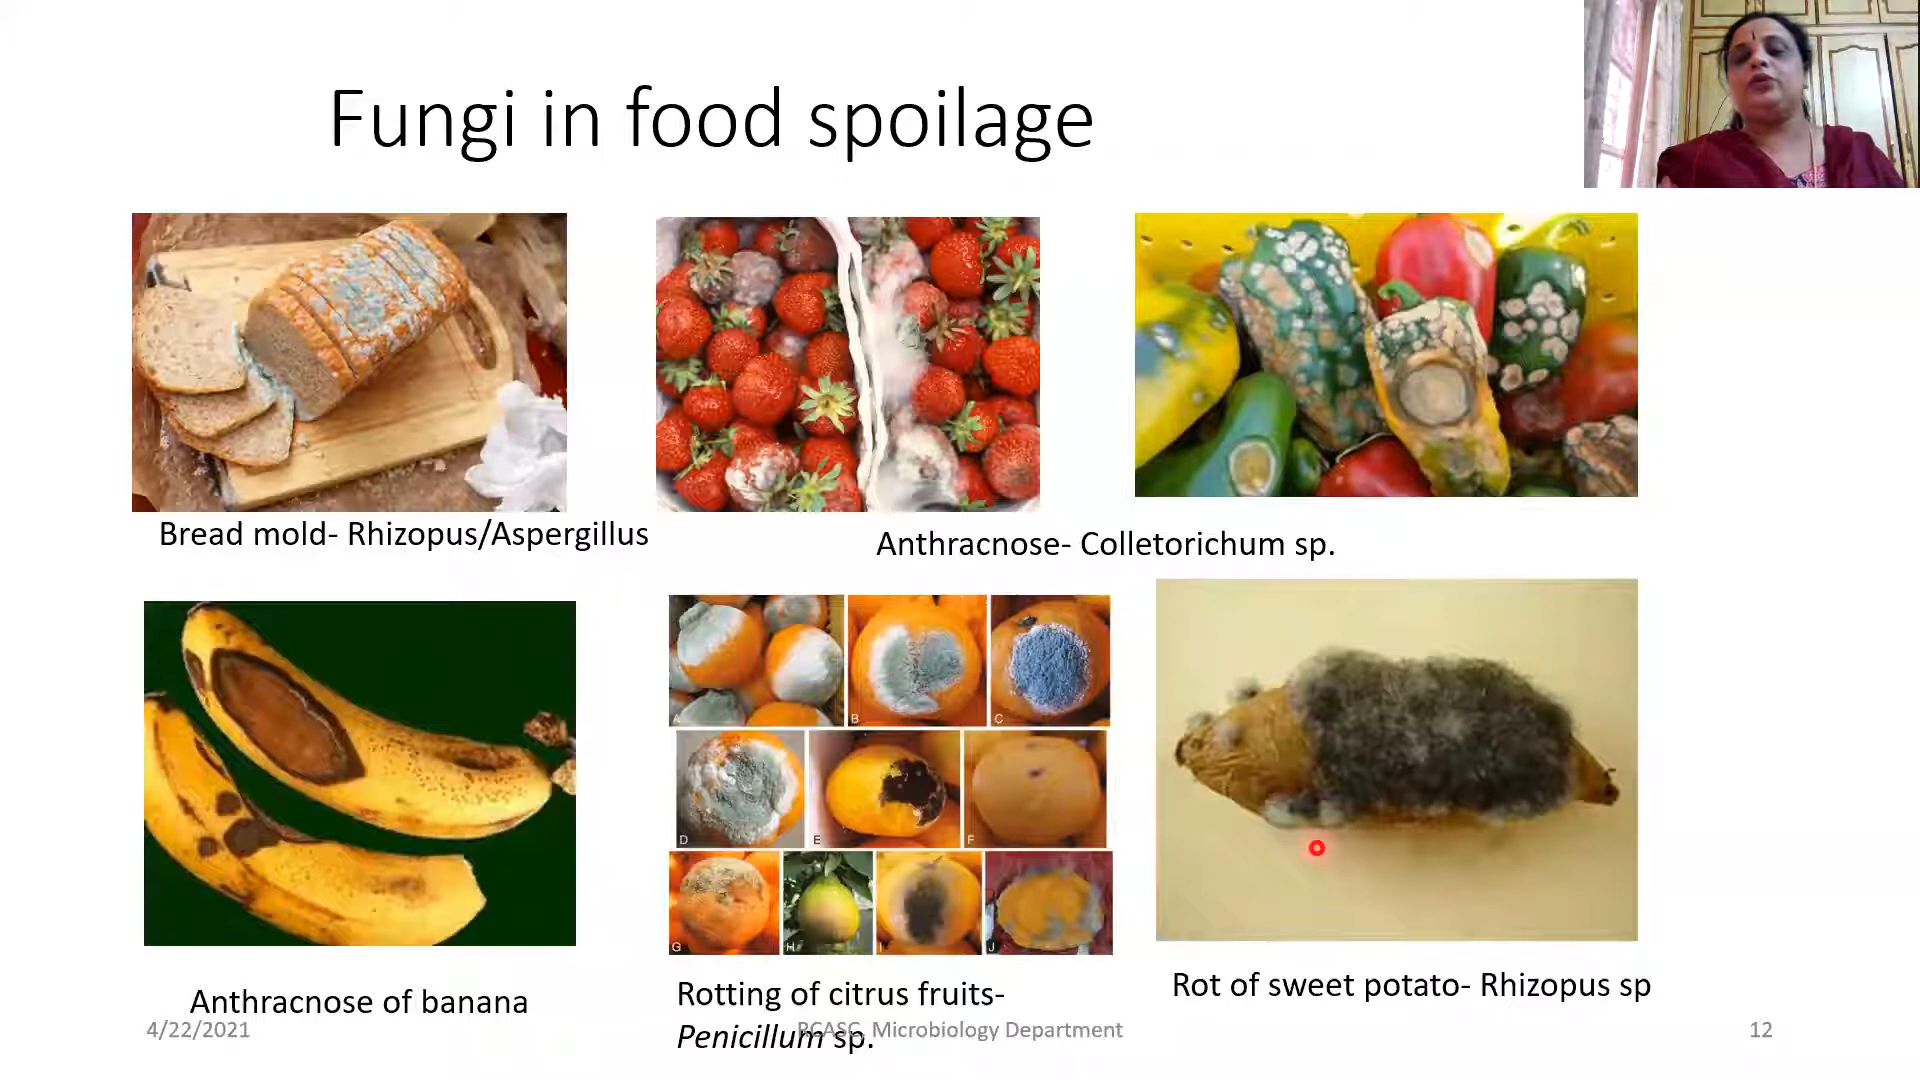 Fungi in food spoilage
Bread mold- Rhizopus/Aspergillus
Anthracnose- Colletorichum sp.
A
B
C
D
E
F
G
H
I
J
Anthracnose of banana
Rotting of citrus fruits-
Penicillum sp.
Rot of sweet potato- Rhizopus sp
4/22/2021
RCASC, Microbiology Department
12